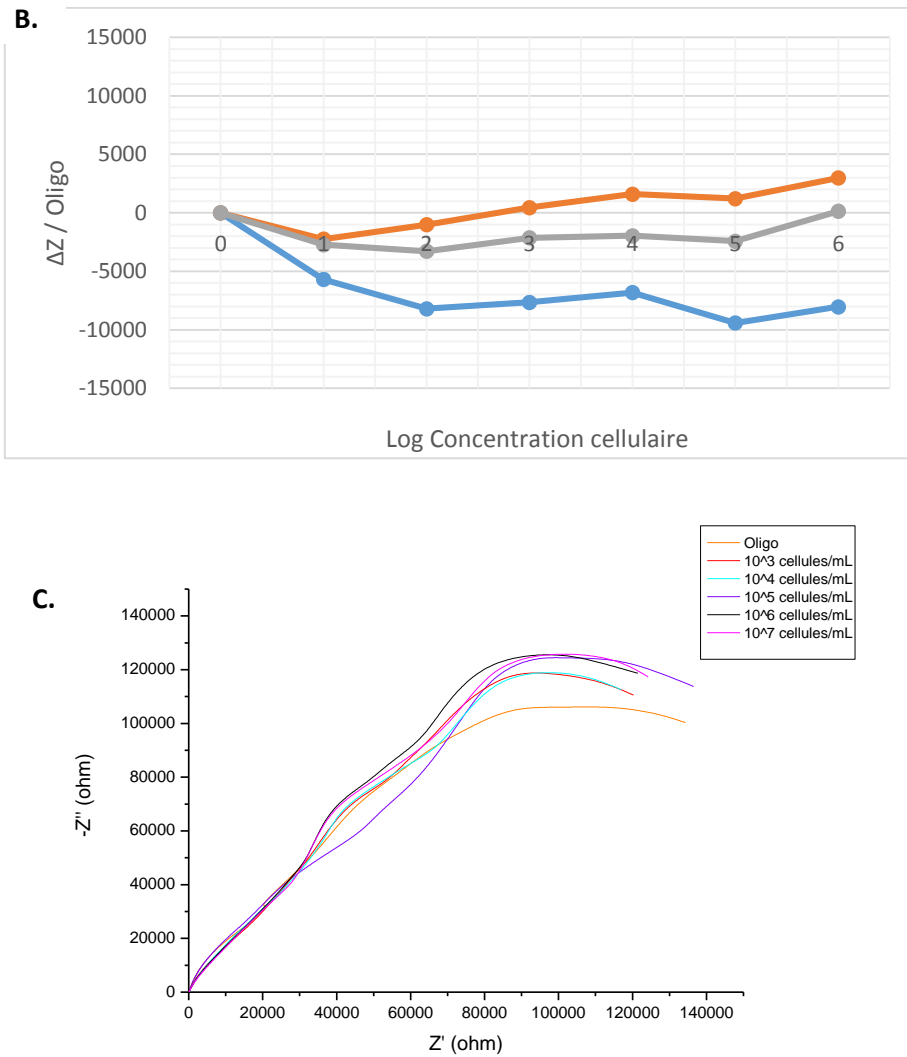 B.
15000
10000
5000
0
-5000
-10000
-15000
ΔZ / Oligo
0 1 2 3 4 5 6
Log Concentration cellulaire
C.
Oligo
10^3 cellules/mL
10^4 cellules/mL
10^5 cellules/mL
10^6 cellules/mL
10^7 cellules/mL
140000
120000
100000
80000
60000
40000
20000
0
-Z'' (ohm)
0 20000 40000 60000 80000 100000 120000 140000
Z' (ohm)